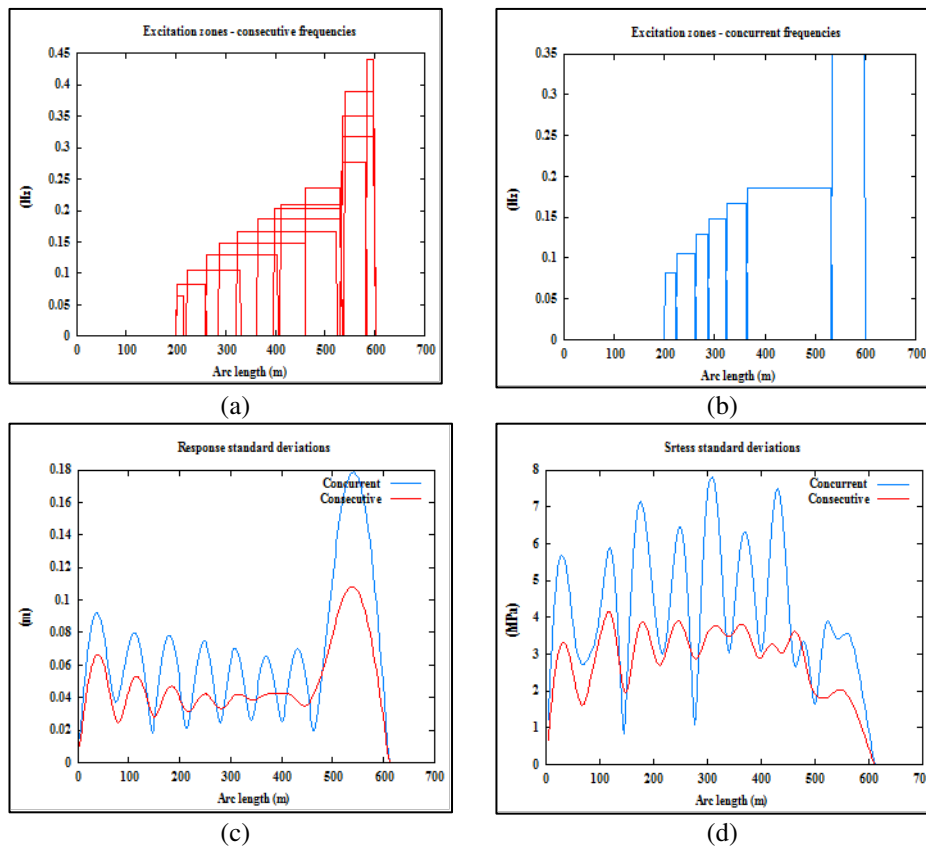 Excitation zones - consecutive frequencies
0.45
0.4
0.35
0.3
0.25
0.2
0.15
0.1
0.05
0
(Hz)
0 100 200 300 400 500 600 700
Arc length (m)
(a)
Excitation zones - concurrent frequencies
0.35
0.3
0.25
0.2
0.15
0.1
0.05
0
(Hz)
0 100 200 300 400 500 600 700
Arc length (m)
(b)
Response standard deviations
Concurrent
Consecutive
0.18
0.16
0.14
0.12
0.1
0.08
0.06
0.04
0.02
0
(m)
0 100 200 300 400 500 600 700
Arc length (m)
(c)
Srtess standard deviations
Concurrent
Consecutive
8
7
6
5
4
3
2
1
0
(MPa)
0 100 200 300 400 500 600 700
Arc length (m)
(d)